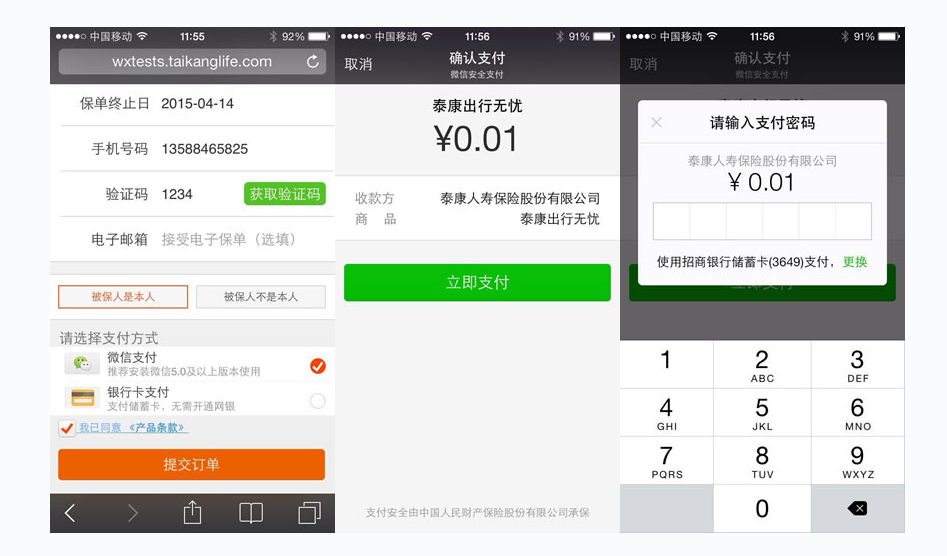 中国移动 11:55 92%
wxtests.taikanglife.com
保单终止日 2015-04-14
手机号码 13588465825
验证码 1234 获取验证码
电子邮箱 接受电子保单（选填）
被保人是本人 被保人不是本人
请选择支付方式
微信支付
推荐安装微信5.0及以上版本使用
银行卡支付
支付储蓄卡，无需开通网银
我已同意 《产品条款》
提交订单
中国移动 11:56 91%
取消 确认支付
微信安全支付
泰康出行无忧
¥0.01
收款方 泰康人寿保险股份有限公司
商 品 泰康出行无忧
立即支付
支付安全由中国人民财产保险股份有限公司承保
中国移动 11:56 91%
取消 确认支付
微信安全支付
请输入支付密码
泰康人寿保险股份有限公司
¥ 0.01
使用招商银行储蓄卡(3649)支付，更换
立即支付
1 2 3
ABC DEF
4 5 6
GHI JKL MNO
7 8 9
PQRS TUV WXYZ
0